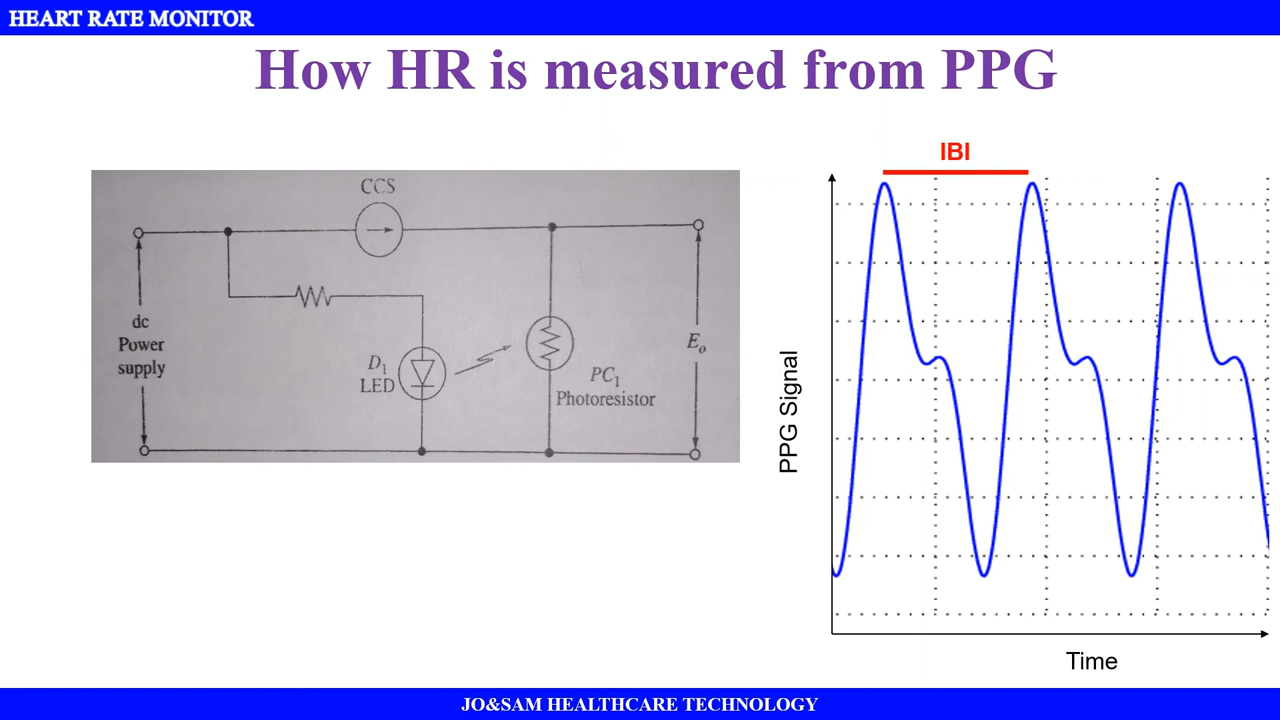 HEART RATE MONITOR
How HR is measured from PPG
CCS
dc
Power
supply
D₁
LED
PC₁
Photoresistor
Eₒ
IBI
PPG Signal
Time
JO&SAM HEALTHCARE TECHNOLOGY